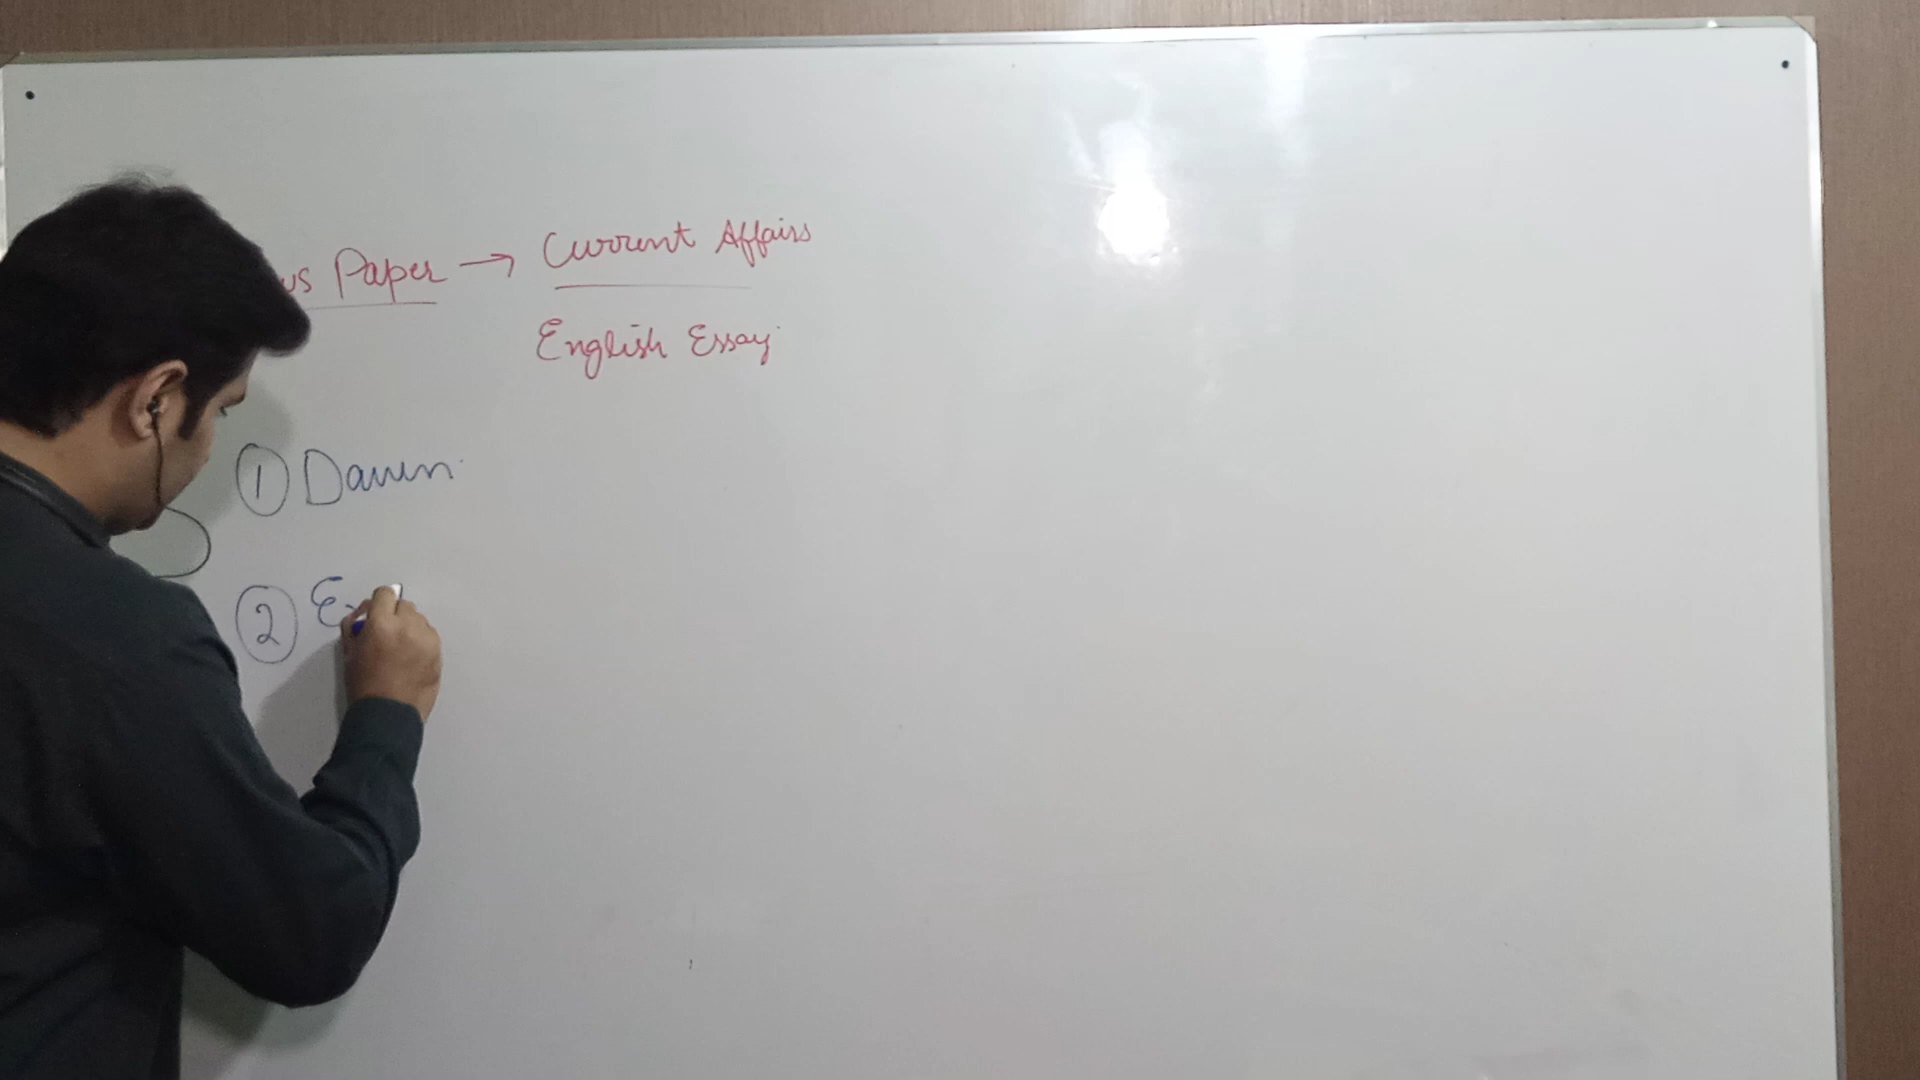 Paper → Current Affairs
English Essay
① Dawn
②